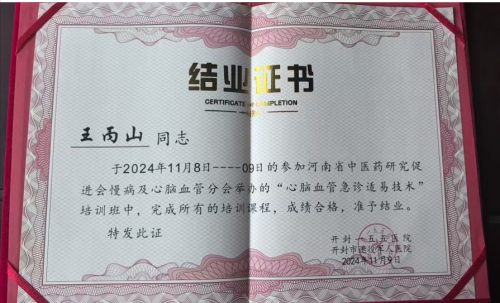 结业证书
CERTIFICATE OF COMPLETION
王雨山 同志
于2024年11月8日----09日的参加河南省中医药研究促
进会慢病及心脑血管分会举办的“心脑血管急诊适易技术”
培训班中，完成所有的培训课程，成绩合格，准予结业。
特发此证
开封一五五医院
开封市退役军人医院
2024年11月9日